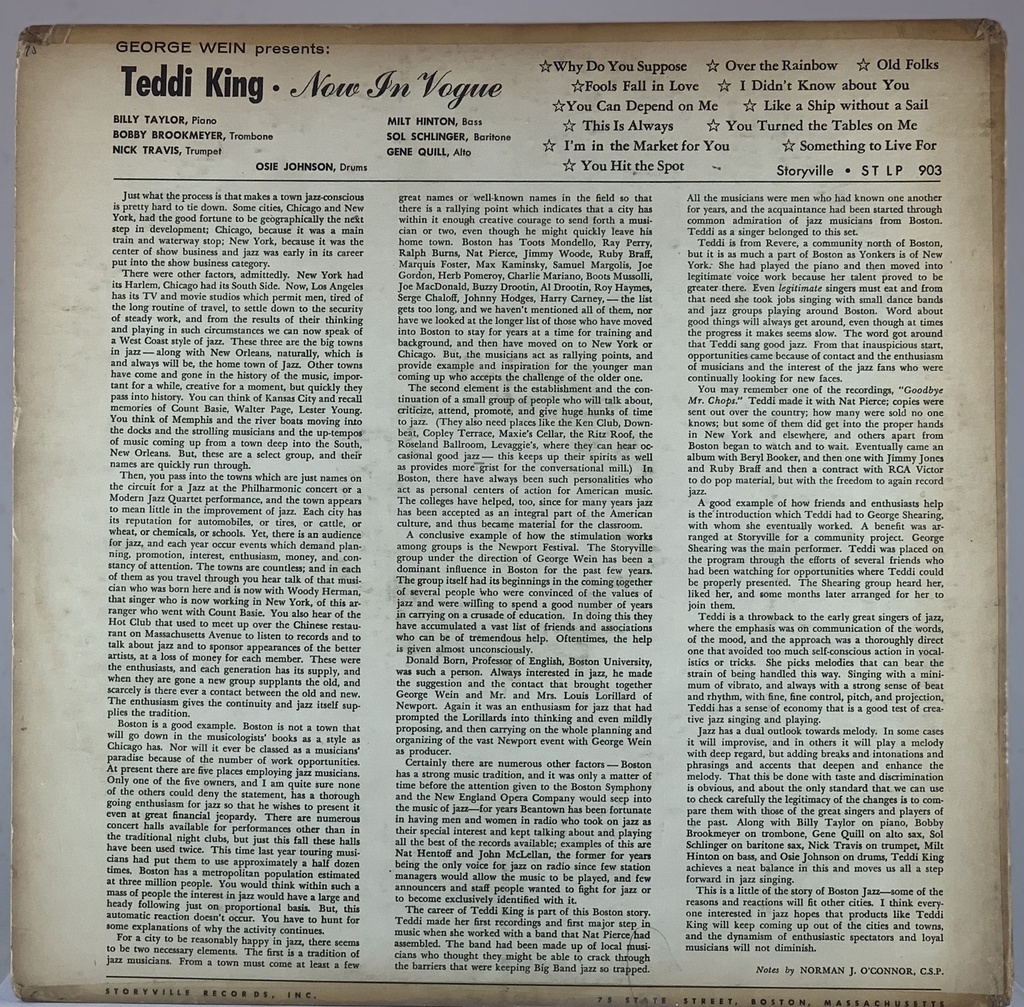 93
GEORGE WEIN presents:
Teddi King • Now In Vogue
BILLY TAYLOR, Piano
BOBBY BROOKMEYER, Trombone
NICK TRAVIS, Trumpet
MILT HINTON, Bass
SOL SCHLINGER, Baritone
GENE QUILL, Alto
OSIE JOHNSON, Drums
☆Why Do You Suppose ☆ Over the Rainbow ☆ Old Folks
☆Fools Fall in Love ☆ I Didn't Know about You
☆You Can Depend on Me ☆ Like a Ship without a Sail
☆ This Is Always ☆ You Turned the Tables on Me
☆ I'm in the Market for You ☆ Something to Live For
☆ You Hit the Spot
Storyville • ST LP 903
Just what the process is that makes a town jazz-conscious
is pretty hard to tie down. Some cities, Chicago and New
York, had the good fortune to be geographically the next
step in development; Chicago, because it was a main
train and waterway stop; New York, because it was the
center of show business and jazz was early in its career
put into the show business category.
There were other factors, admittedly. New York had
its Harlem, Chicago had its South Side. Now, Los Angeles
has its TV and movie studios which permit men, tired of
the long routine of travel, to settle down to the security
of steady work, and from the results of their thinking
and playing in such circumstances we can now speak of
a West Coast style of jazz. These three are the big towns
in jazz — along with New Orleans, naturally, which is
and always will be, the home town of Jazz. Other towns
have come and gone in the history of the music, impor-
tant for a while, creative for a moment, but quickly they
pass into history. You can think of Kansas City and recall
memories of Count Basie, Walter Page, Lester Young.
You think of Memphis and the river boats moving into
the docks and the strolling musicians and the up-tempos
of music coming up from a town deep into the South,
New Orleans. But, these are a select group, and their
names are quickly run through.
Then, you pass into the towns which are just names on
the circuit for a Jazz at the Philharmonic concert or a
Modern Jazz Quartet performance, and the town appears
to mean little in the improvement of jazz. Each city has
its reputation for automobiles, or tires, or cattle, or
wheat, or chemicals, or schools. Yet, there is an audience
for jazz, and each year occur events which demand plan-
ning, promotion, interest, enthusiasm, money, and con-
stancy of attention. The towns are countless; and in each
of them as you travel through you hear talk of that musi-
cian who was born here and is now with Woody Herman,
that singer who is now working in New York, of this ar-
ranger who went with Count Basie. You also hear of the
Hot Club that used to meet up over the Chinese restau-
rant on Massachusetts Avenue to listen to records and to
talk about jazz and to sponsor appearances of the better
artists, at a loss of money for each member. These were
the enthusiasts, and each generation has its supply, and
when they are gone a new group supplants the old, and
scarcely is there ever a contact between the old and new.
The enthusiasm gives the continuity and jazz itself sup-
plies the tradition.
Boston is a good example. Boston is not a town that
will go down in the musicologists' books as a style as
Chicago has. Nor will it ever be classed as a musicians'
paradise because of the number of work opportunities.
At present there are five places employing jazz musicians.
Only one of the five owners, and I am quite sure none
of the others could deny the statement, has a thorough
going enthusiasm for jazz so that he wishes to present it
even at great financial jeopardy. There are numerous
concert halls available for performances other than in
the traditional night clubs, but just this fall these halls
have been used twice. This time last year touring musi-
cians had put them to use approximately a half dozen
times. Boston has a metropolitan population estimated
at three million people. You would think within such a
mass of people the interest in jazz would have a large and
heady following just on proportional basis. But, this
automatic reaction doesn't occur. You have to hunt for
some explanations of why the activity continues.
For a city to be reasonably happy in jazz, there seems
to be two necessary elements. The first is a tradition of
jazz musicians. From a town must come at least a few
great names or well-known names in the field so that
there is a rallying point which indicates that a city has
within it enough creative courage to send forth a musi-
cian or two, even though he might quickly leave his
home town. Boston has Toots Mondello, Ray Perry,
Ralph Burns, Nat Pierce, Jimmy Woode, Ruby Braff,
Marquis Foster, Max Kaminsky, Samuel Margolis, Joe
Gordon, Herb Pomeroy, Charlie Mariano, Boots Mussolli,
Joe MacDonald, Buzzy Drootin, Al Drootin, Roy Haymes,
Serge Chaloff, Johnny Hodges, Harry Carney, — the list
gets too long, and we haven't mentioned all of them, nor
have we looked at the longer list of those who have moved
into Boston to stay for years at a time for training and
background, and then have moved on to New York or
Chicago. But, the musicians act as rallying points, and
provide example and inspiration for the younger man
coming up who accepts the challenge of the older one.
The second element is the establishment and the con-
tinuation of a small group of people who will talk about,
criticize, attend, promote, and give huge hunks of time
to jazz. (They also need places like the Ken Club, Down-
beat, Copley Terrace, Maxie's Cellar, the Ritz Roof, the
Roseland Ballroom, Levaggie's, where they can hear oc-
casional good jazz — this keeps up their spirits as well
as provides more grist for the conversational mill.) In
Boston, there have always been such personalities who
act as personal centers of action for American music.
The colleges have helped, too, since for many years jazz
has been accepted as an integral part of the American
culture, and thus became material for the classroom.
A conclusive example of how the stimulation works
among groups is the Newport Festival. The Storyville
group under the direction of George Wein has been a
dominant influence in Boston for the past few years.
The group itself had its beginnings in the coming together
of several people who were convinced of the values of
jazz and were willing to spend a good number of years
in carrying on a crusade of education. In doing this they
have accumulated a vast list of friends and associations
who can be of tremendous help. Oftentimes, the help
is given almost unconsciously.
Donald Born, Professor of English, Boston University,
was such a person. Always interested in jazz, he made
the suggestion and the contact that brought together
George Wein and Mr. and Mrs. Louis Lorillard of
Newport. Again it was an enthusiasm for jazz that had
prompted the Lorillards into thinking and even mildly
proposing, and then carrying on the whole planning and
organizing of the vast Newport event with George Wein
as producer.
Certainly there are numerous other factors — Boston
has a strong music tradition, and it was only a matter of
time before the attention given to the Boston Symphony
and the New England Opera Company would seep into
the music of jazz—for years Beantown has been fortunate
in having men and women in radio who took on jazz as
their special interest and kept talking about and playing
all the best of the records available; examples of this are
Nat Hentoff and John McLellan, the former for years
being the only voice for jazz on radio since few station
managers would allow the music to be played, and few
announcers and staff people wanted to fight for jazz or
to become exclusively identified with it.
The career of Teddi King is part of this Boston story.
Teddi made her first recordings and first major step in
music when she worked with a band that Nat Pierce had
assembled. The band had been made up of local musi-
cians who thought they might be able to crack through
the barriers that were keeping Big Band jazz so trapped.
All the musicians were men who had known one another
for years, and the acquaintance had been started through
common admiration of jazz musicians from Boston.
Teddi as a singer belonged to this set.
Teddi is from Revere, a community north of Boston,
but it is as much a part of Boston as Yonkers is of New
York. She had played the piano and then moved into
legitimate voice work because her talent proved to be
greater there. Even legitimate singers must eat and from
that need she took jobs singing with small dance bands
and jazz groups playing around Boston. Word about
good things will always get around, even though at times
the progress it makes seems slow. The word got around
that Teddi sang good jazz. From that inauspicious start,
opportunities came because of contact and the enthusiasm
of musicians and the interest of the jazz fans who were
continually looking for new faces.
You may remember one of the recordings, "Goodbye
Mr. Chops." Teddi made it with Nat Pierce; copies were
sent out over the country; how many were sold no one
knows; but some of them did get into the proper hands
in New York and elsewhere, and others apart from
Boston began to watch and to wait. Eventually came an
album with Beryl Booker, and then one with Jimmy Jones
and Ruby Braff and then a contract with RCA Victor
to do pop material, but with the freedom to again record
jazz.
A good example of how friends and enthusiasts help
is the introduction which Teddi had to George Shearing,
with whom she eventually worked. A benefit was ar-
ranged at Storyville for a community project. George
Shearing was the main performer. Teddi was placed on
the program through the efforts of several friends who
had been watching for opportunities where Teddi could
be properly presented. The Shearing group heard her,
liked her, and some months later arranged for her to
join them.
Teddi is a throwback to the early great singers of jazz,
where the emphasis was on communication of the words,
of the mood, and the approach was a thoroughly direct
one that avoided too much self-conscious action in vocal-
istics or tricks. She picks melodies that can bear the
strain of being handled this way. Singing with a mini-
mum of vibrato, and always with a strong sense of beat
and rhythm, with fine, fine control, pitch, and projection,
Teddi has a sense of economy that is a good test of crea-
tive jazz singing and playing.
Jazz has a dual outlook towards melody. In some cases
it will improvise, and in others it will play a melody
with deep regard, but adding breaks and intonations and
phrasings and accents that deepen and enhance the
melody. That this be done with taste and discrimination
is obvious, and about the only standard that we can use
to check carefully the legitimacy of the changes is to com-
pare them with those of the great singers and players of
the past. Along with Billy Taylor on piano, Bobby
Brookmeyer on trombone, Gene Quill on alto sax, Sol
Schlinger on baritone sax, Nick Travis on trumpet, Milt
Hinton on bass, and Osie Johnson on drums, Teddi King
achieves a neat balance in this and moves us all a step
forward in jazz singing.
This is a little of the story of Boston Jazz—some of the
reasons and reactions will fit other cities. I think every-
one interested in jazz hopes that products like Teddi
King will keep coming up out of the cities and towns,
and the dynamism of enthusiastic spectators and loyal
musicians will not diminish.
Notes by NORMAN J. O'CONNOR, C.S.P.
STORYVILLE RECORDS, INC.
75 STATE STREET, BOSTON, MASSACHUSETTS